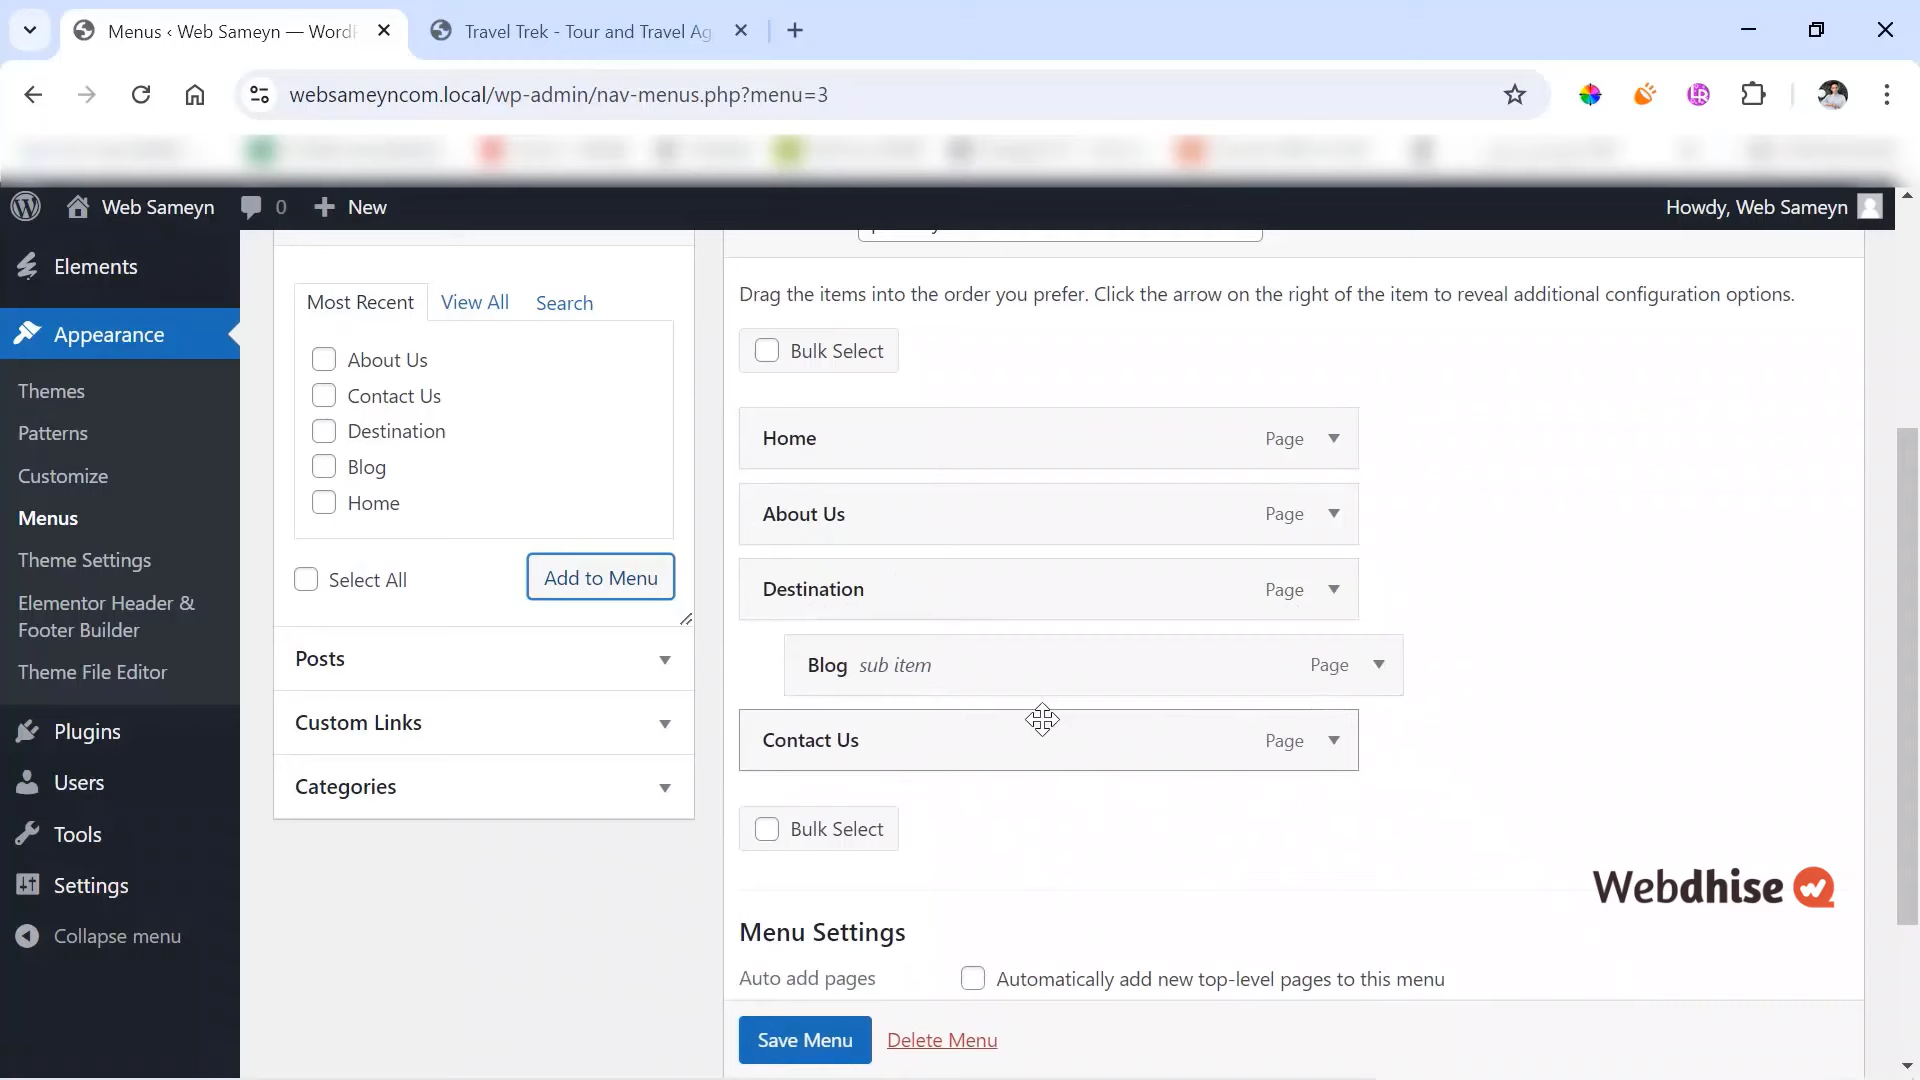 Menus ‹ Web Sameyn — Word
Travel Trek - Tour and Travel Ag
websameyncom.local/wp-admin/nav-menus.php?menu=3
Web Sameyn
0
New
Howdy, Web Sameyn
Elements
Appearance
Themes
Patterns
Customize
Menus
Theme Settings
Elementor Header &
Footer Builder
Theme File Editor
Plugins
Users
Tools
Settings
Collapse menu
Most Recent
View All
Search
About Us
Contact Us
Destination
Blog
Home
Select All
Add to Menu
Posts
Custom Links
Categories
Drag the items into the order you prefer. Click the arrow on the right of the item to reveal additional configuration options.
Bulk Select
Home Page
About Us Page
Destination Page
Blog sub item Page
Contact Us Page
Bulk Select
Webdhise
Menu Settings
Auto add pages
Automatically add new top-level pages to this menu
Save Menu
Delete Menu